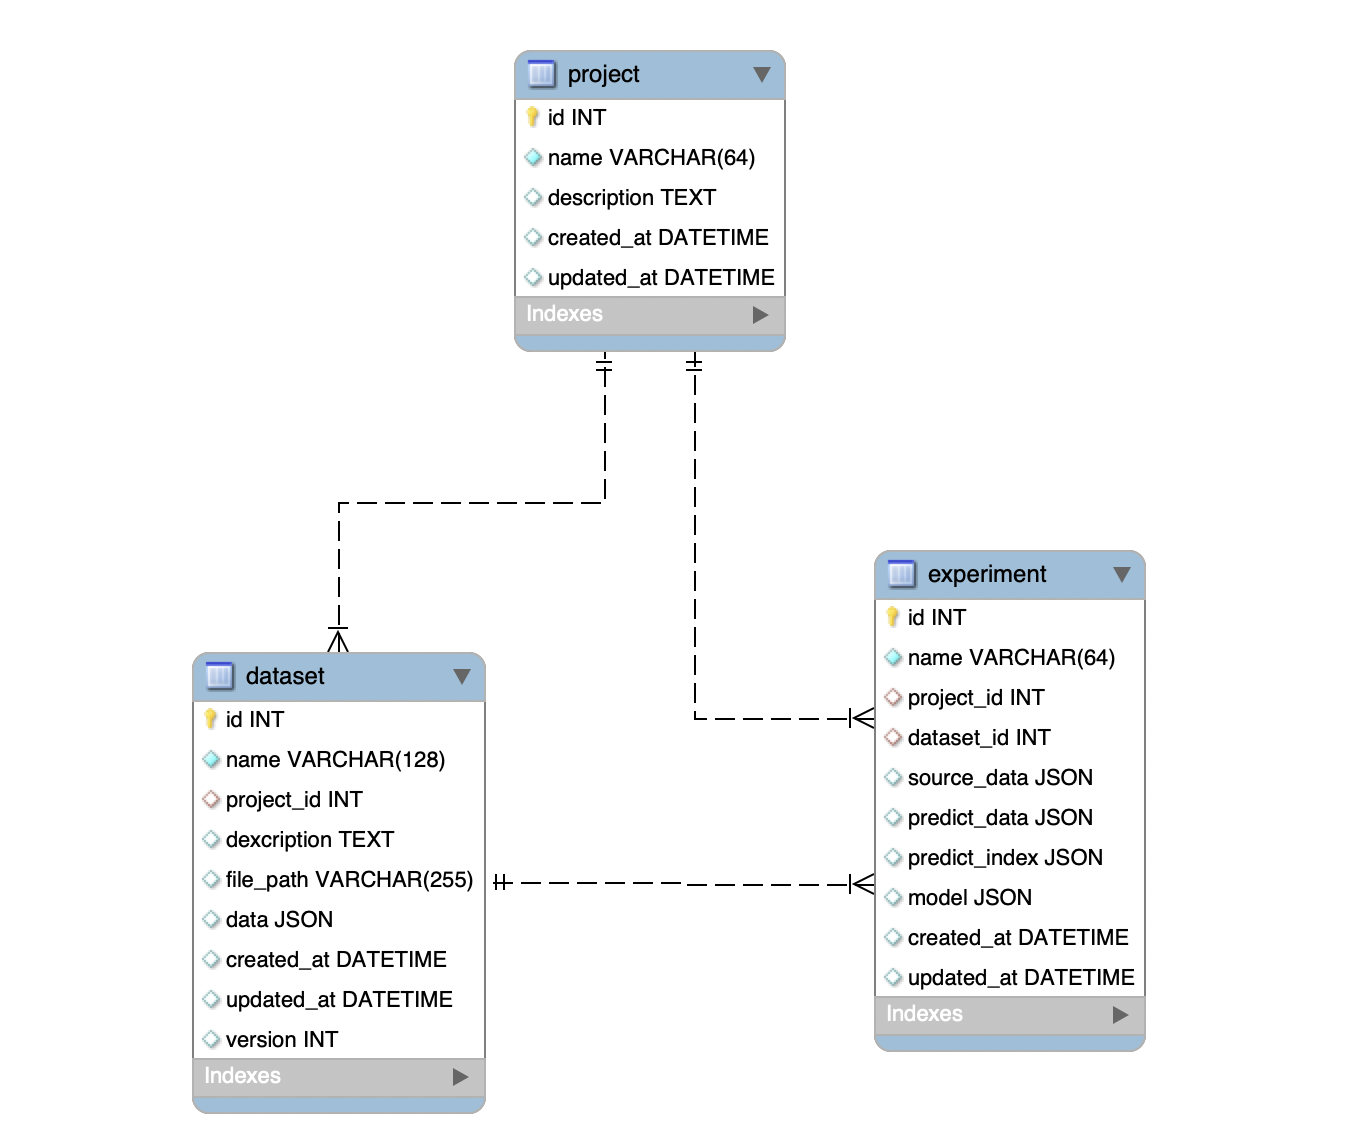 project
id INT
name VARCHAR(64)
description TEXT
created_at DATETIME
updated_at DATETIME
Indexes
dataset
id INT
name VARCHAR(128)
project_id INT
dexcription TEXT
file_path VARCHAR(255)
data JSON
created_at DATETIME
updated_at DATETIME
version INT
Indexes
experiment
id INT
name VARCHAR(64)
project_id INT
dataset_id INT
source_data JSON
predict_data JSON
predict_index JSON
model JSON
created_at DATETIME
updated_at DATETIME
Indexes